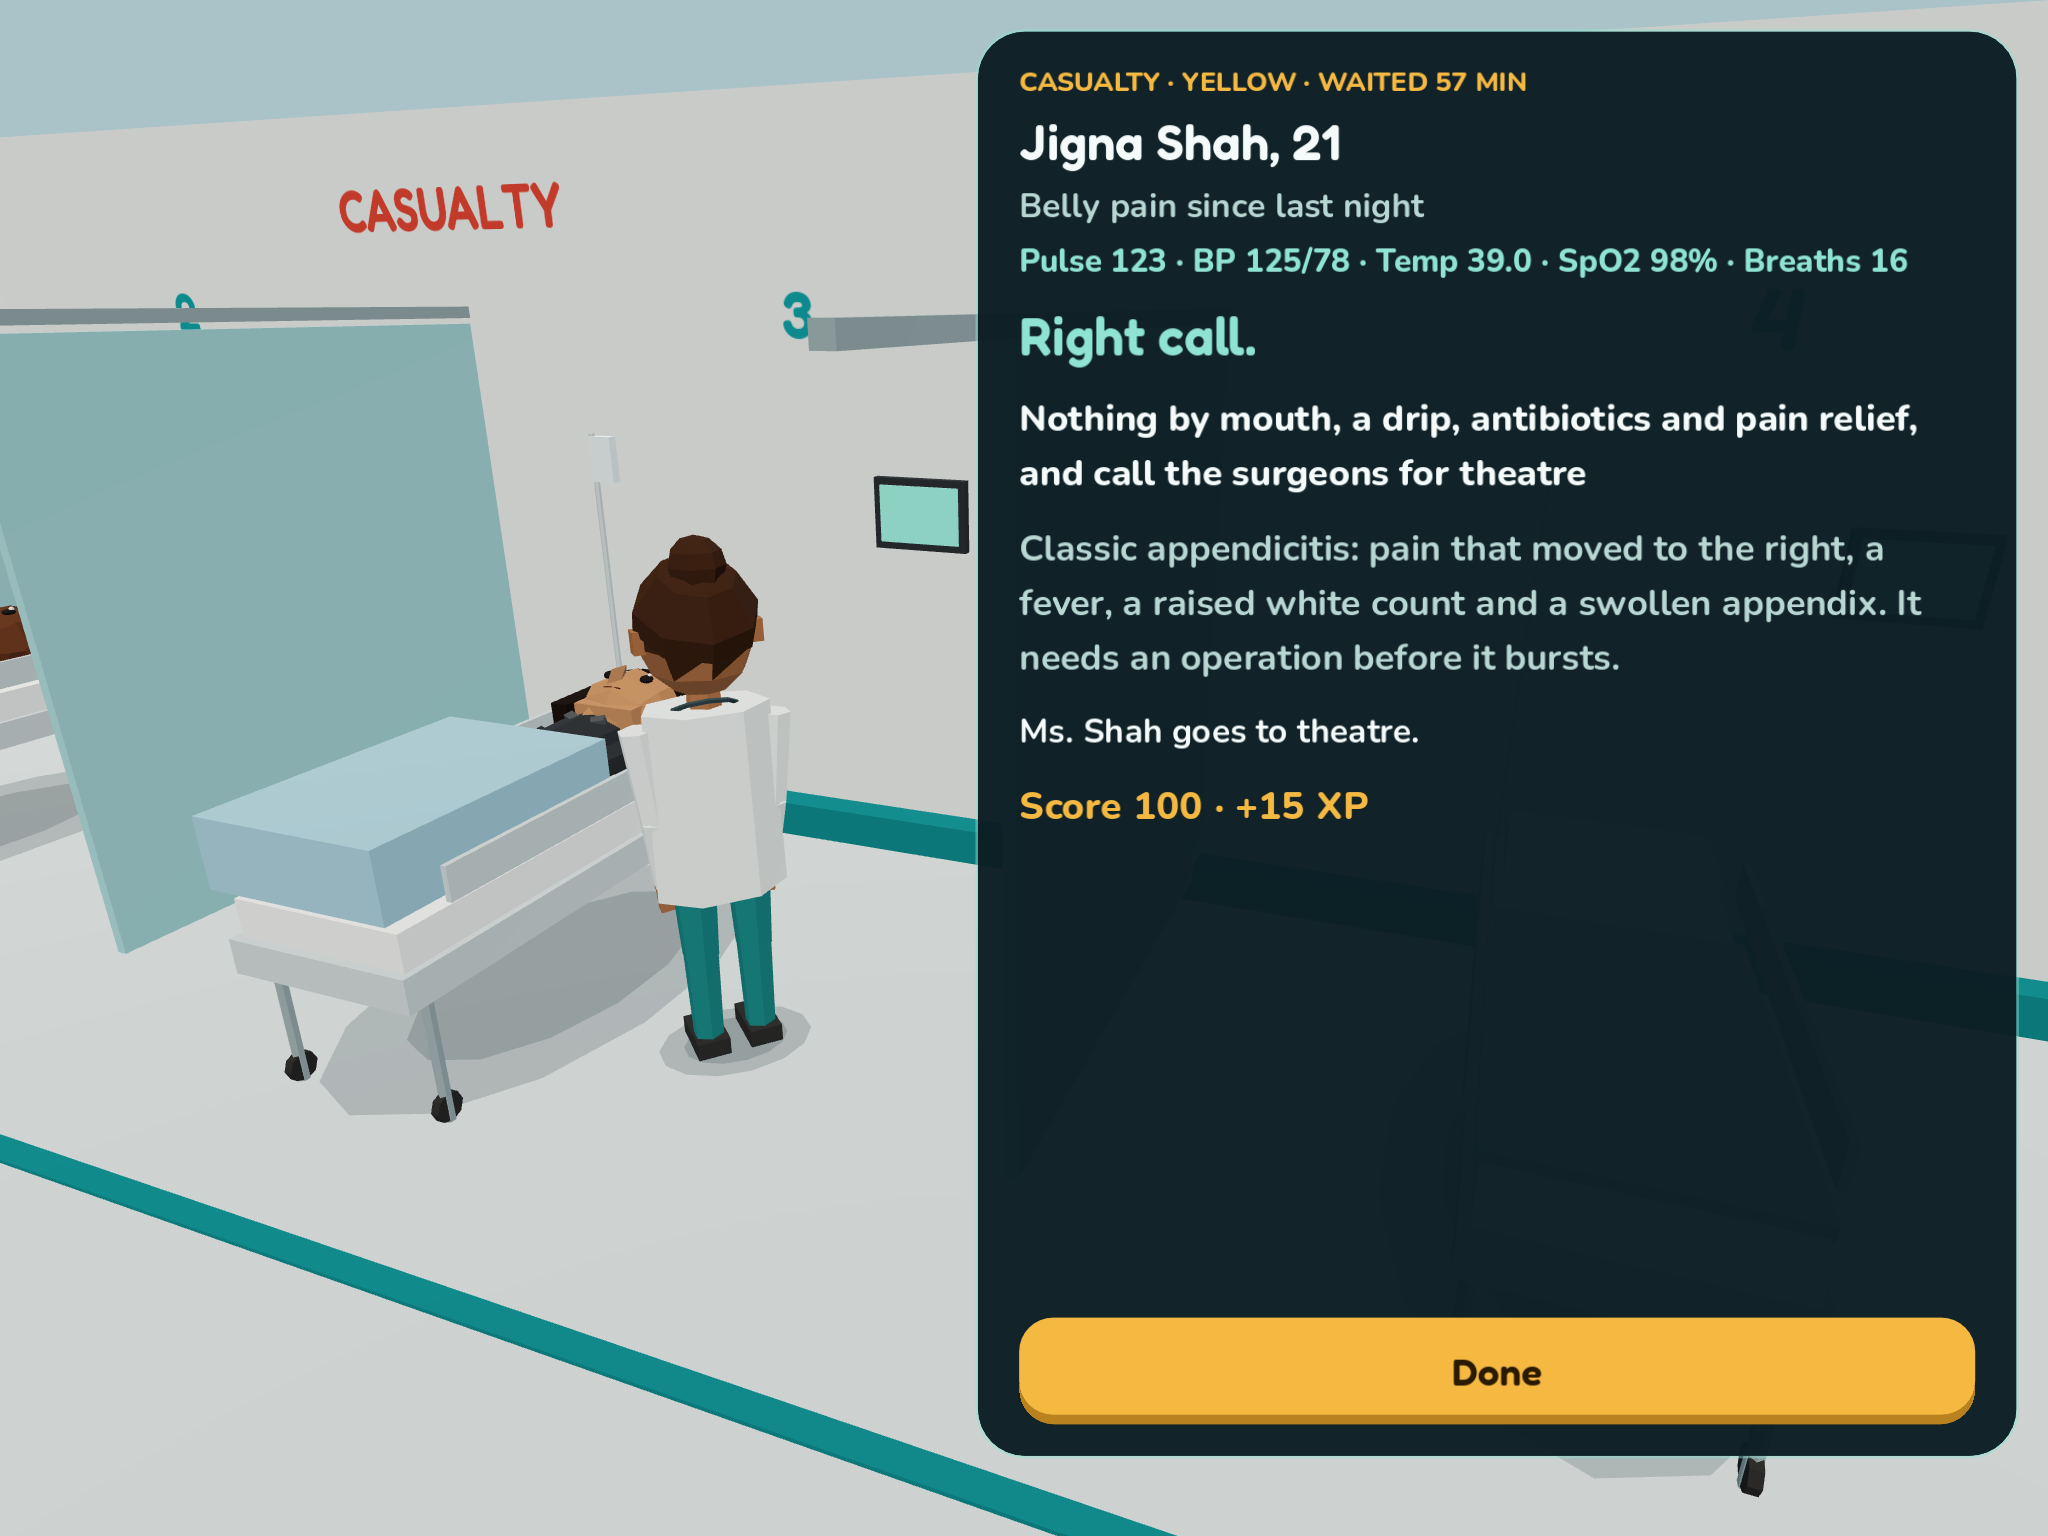 CASUALTY
2
3
4
CASUALTY · YELLOW · WAITED 57 MIN
Jigna Shah, 21
Belly pain since last night
Pulse 123 · BP 125/78 · Temp 39.0 · SpO2 98% · Breaths 16
Right call.
Nothing by mouth, a drip, antibiotics and pain relief,
and call the surgeons for theatre
Classic appendicitis: pain that moved to the right, a
fever, a raised white count and a swollen appendix. It
needs an operation before it bursts.
Ms. Shah goes to theatre.
Score 100 · +15 XP
Done